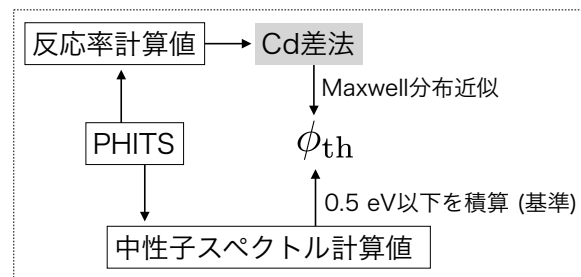 反応率計算値
Cd差法
Maxwell分布近似
PHITS
ϕth
0.5 eV以下を積算 (基準)
中性子スペクトル計算値